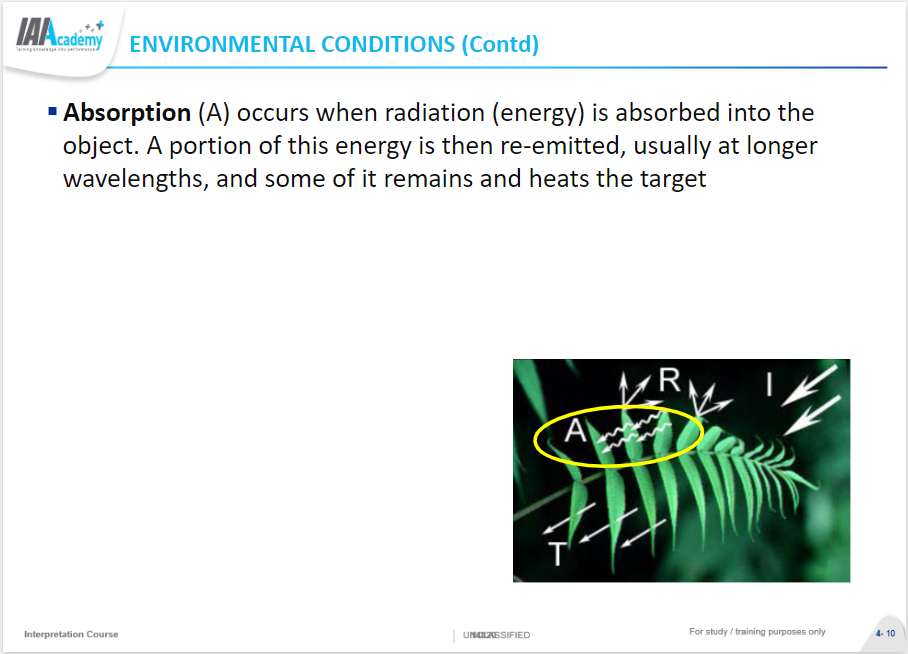 IAI Academy
Turning knowledge into performance
ENVIRONMENTAL CONDITIONS (Contd)
Absorption (A) occurs when radiation (energy) is absorbed into the
object. A portion of this energy is then re-emitted, usually at longer
wavelengths, and some of it remains and heats the target
R
I
A
T
Interpretation Course
For study / training purposes only
4- 10